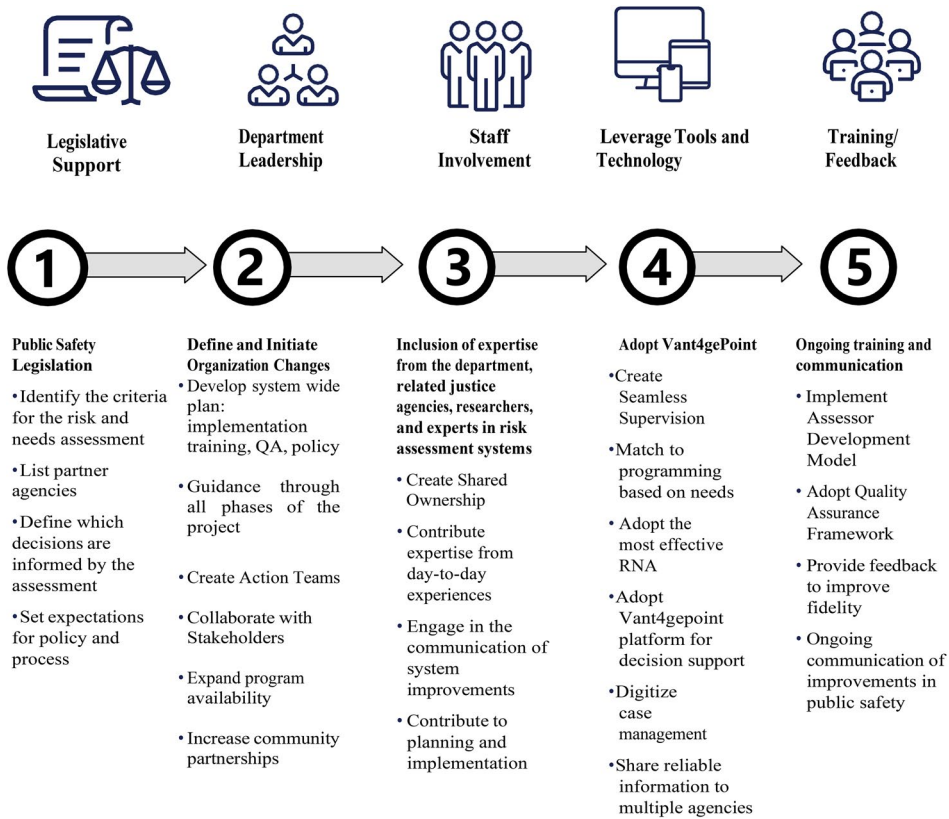 Legislative
Support
Department
Leadership
Staff
Involvement
Leverage Tools and
Technology
Training/
Feedback
1
2
3
4
5
Public Safety
Legislation
•Identify the criteria
for the risk and
needs assessment
•List partner
agencies
•Define which
decisions are
informed by the
assessment
•Set expectations
for policy and
process
Define and Initiate
Organization Changes
•Develop system wide
plan:
implementation
training, QA, policy
•Guidance through
all phases of the
project
•Create Action Teams
•Collaborate with
Stakeholders
•Expand program
availability
•Increase community
partnerships
Inclusion of expertise
from the department,
related justice
agencies, researchers,
and experts in risk
assessment systems
• Create Shared
Ownership
• Contribute
expertise from
day-to-day
experiences
• Engage in the
communication of
system
improvements
• Contribute to
planning and
implementation
Adopt Vant4gePoint
•Create
Seamless
Supervision
•Match to
programming
based on needs
•Adopt the
most effective
RNA
•Adopt
Vant4gepoint
platform for
decision support
•Digitize
case
management
•Share reliable
information to
multiple agencies
Ongoing training and
communication
• Implement
Assessor
Development
Model
• Adopt Quality
Assurance
Framework
• Provide feedback
to improve
fidelity
• Ongoing
communication of
improvements in
public safety